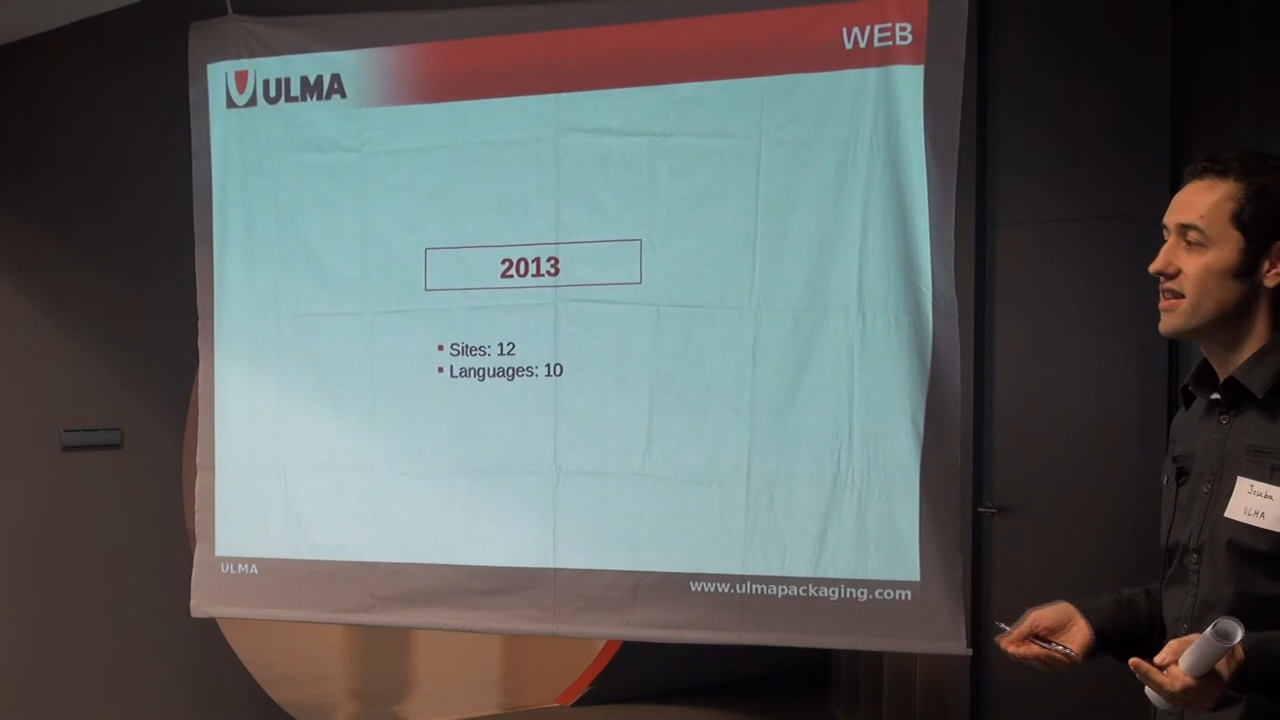 WEB
ULMA
2013
▪ Sites: 12
▪ Languages: 10
ULMA
www.ulmapackaging.com
Joseba
ULMA